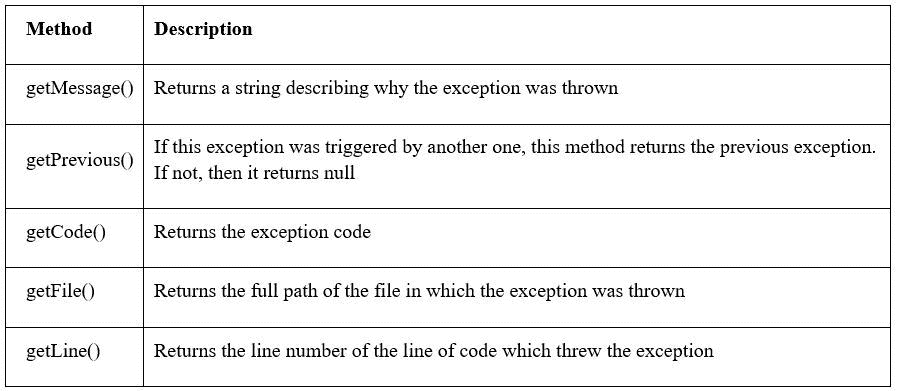 Method Description
getMessage() Returns a string describing why the exception was thrown
getPrevious() If this exception was triggered by another one, this method returns the previous exception.
If not, then it returns null
getCode() Returns the exception code
getFile() Returns the full path of the file in which the exception was thrown
getLine() Returns the line number of the line of code which threw the exception